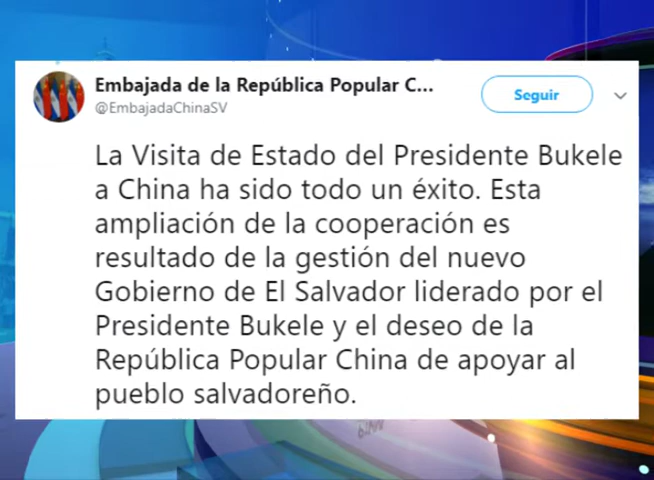 Embajada de la República Popular C...
@EmbajadaChinaSV
Seguir
La Visita de Estado del Presidente Bukele
a China ha sido todo un éxito. Esta
ampliación de la cooperación es
resultado de la gestión del nuevo
Gobierno de El Salvador liderado por el
Presidente Bukele y el deseo de la
República Popular China de apoyar al
pueblo salvadoreño.